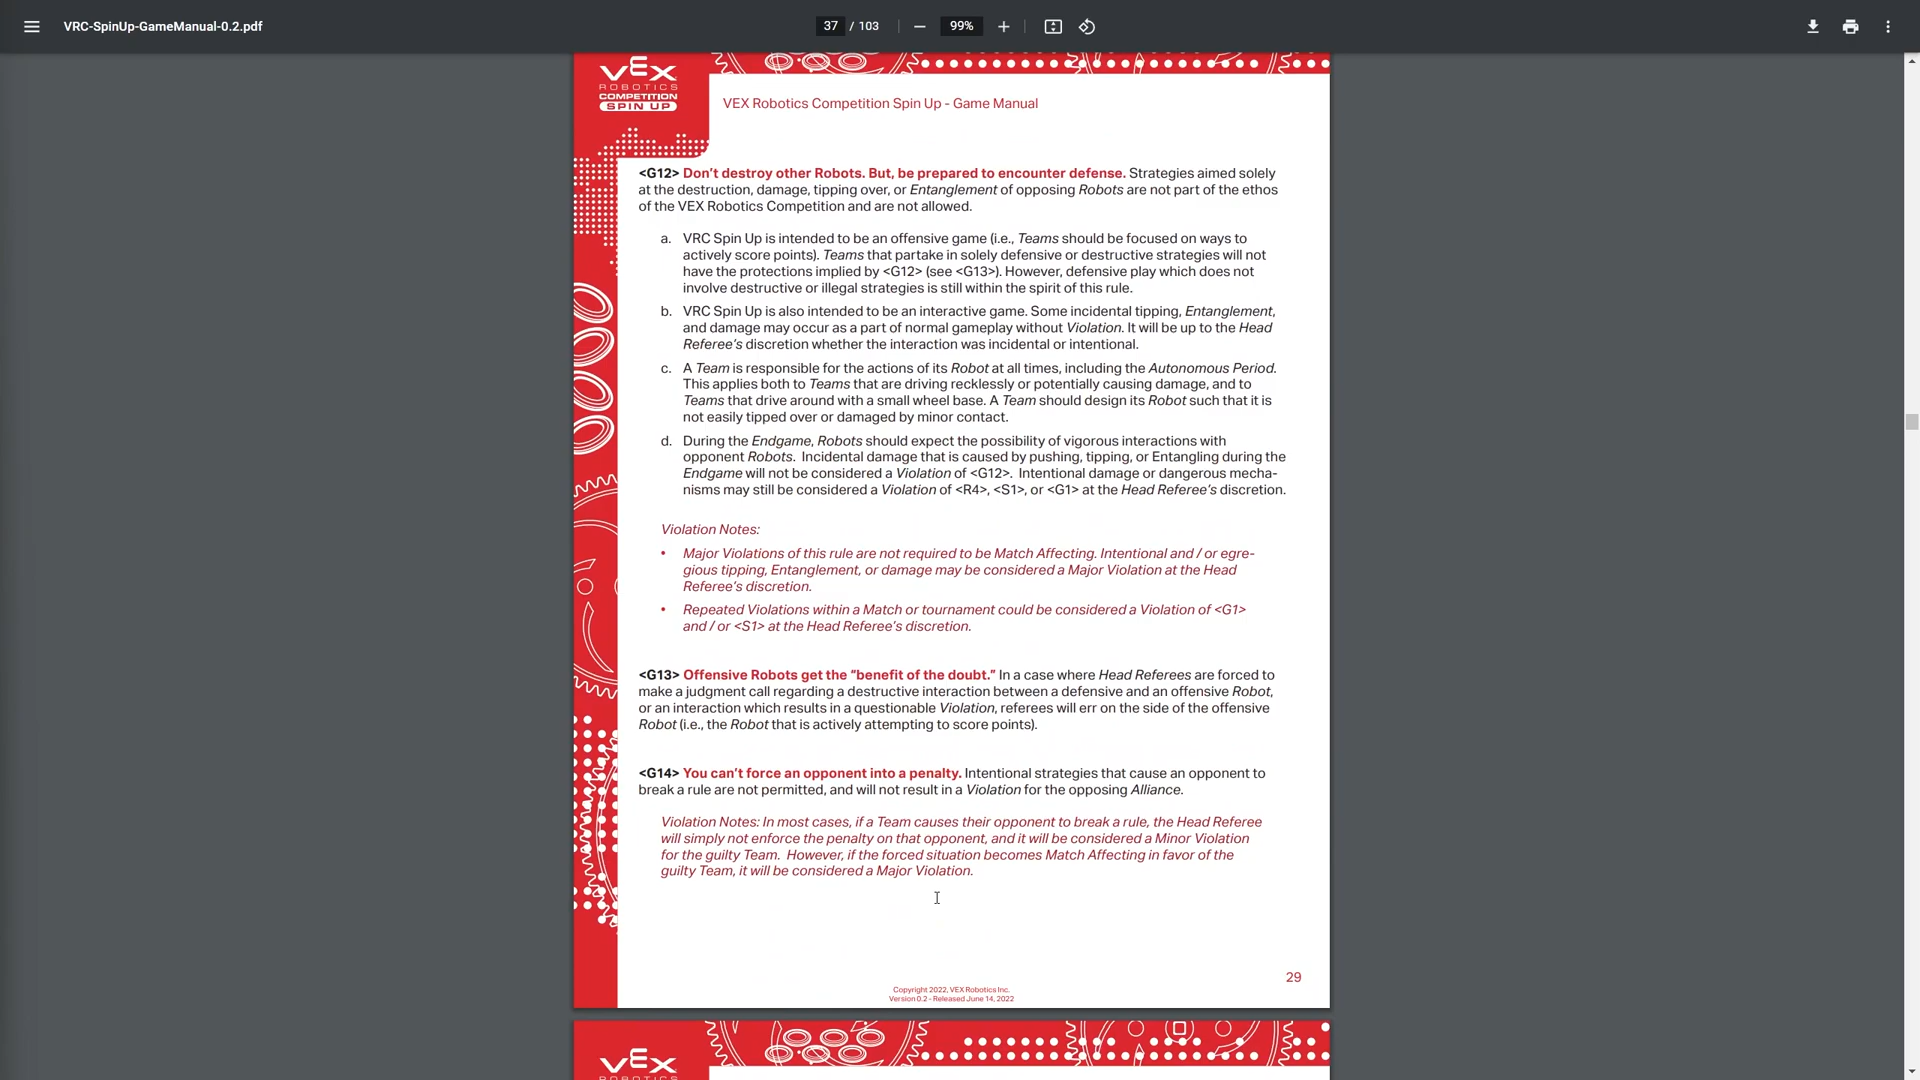 VRC-SpinUp-GameManual-0.2.pdf
37 / 103
99%
VEX
ROBOTICS
COMPETITION
SPIN UP
VEX Robotics Competition Spin Up - Game Manual
<G12> Don't destroy other Robots. But, be prepared to encounter defense. Strategies aimed solely
at the destruction, damage, tipping over, or Entanglement of opposing Robots are not part of the ethos
of the VEX Robotics Competition and are not allowed.
a. VRC Spin Up is intended to be an offensive game (i.e., Teams should be focused on ways to
actively score points). Teams that partake in solely defensive or destructive strategies will not
have the protections implied by <G12> (see <G13>). However, defensive play which does not
involve destructive or illegal strategies is still within the spirit of this rule.
b. VRC Spin Up is also intended to be an interactive game. Some incidental tipping, Entanglement,
and damage may occur as a part of normal gameplay without Violation. It will be up to the Head
Referee's discretion whether the interaction was incidental or intentional.
c. A Team is responsible for the actions of its Robot at all times, including the Autonomous Period.
This applies both to Teams that are driving recklessly or potentially causing damage, and to
Teams that drive around with a small wheel base. A Team should design its Robot such that it is
not easily tipped over or damaged by minor contact.
d. During the Endgame, Robots should expect the possibility of vigorous interactions with
opponent Robots. Incidental damage that is caused by pushing, tipping, or Entangling during the
Endgame will not be considered a Violation of <G12>. Intentional damage or dangerous mecha-
nisms may still be considered a Violation of <R4>, <S1>, or <G1> at the Head Referee's discretion.
Violation Notes:
• Major Violations of this rule are not required to be Match Affecting. Intentional and / or egre-
gious tipping, Entanglement, or damage may be considered a Major Violation at the Head
Referee's discretion.
• Repeated Violations within a Match or tournament could be considered a Violation of <G1>
and / or <S1> at the Head Referee's discretion.
<G13> Offensive Robots get the "benefit of the doubt." In a case where Head Referees are forced to
make a judgment call regarding a destructive interaction between a defensive and an offensive Robot,
or an interaction which results in a questionable Violation, referees will err on the side of the offensive
Robot (i.e., the Robot that is actively attempting to score points).
<G14> You can't force an opponent into a penalty. Intentional strategies that cause an opponent to
break a rule are not permitted, and will not result in a Violation for the opposing Alliance.
Violation Notes: In most cases, if a Team causes their opponent to break a rule, the Head Referee
will simply not enforce the penalty on that opponent, and it will be considered a Minor Violation
for the guilty Team. However, if the forced situation becomes Match Affecting in favor of the
guilty Team, it will be considered a Major Violation.
29
Copyright 2022, VEX Robotics Inc.
Version 0.2 - Released June 14, 2022
VEX
ROBOTICS